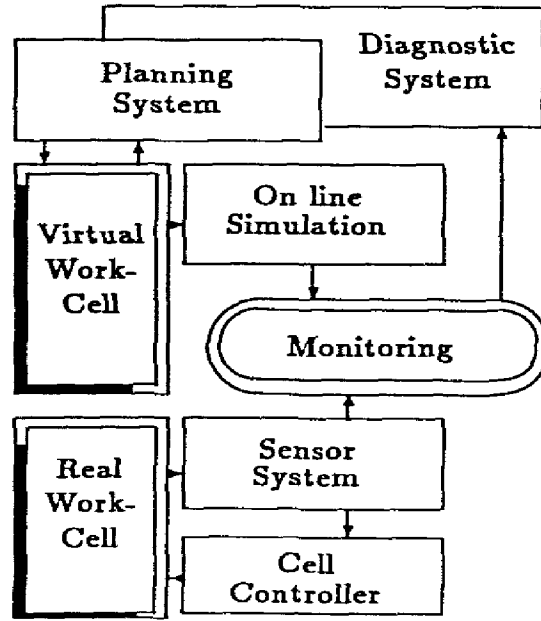 Planning
System
Diagnostic
System
Virtual
Work-
Cell
On line
Simulation
Monitoring
Real
Work-
Cell
Sensor
System
Cell
Controller